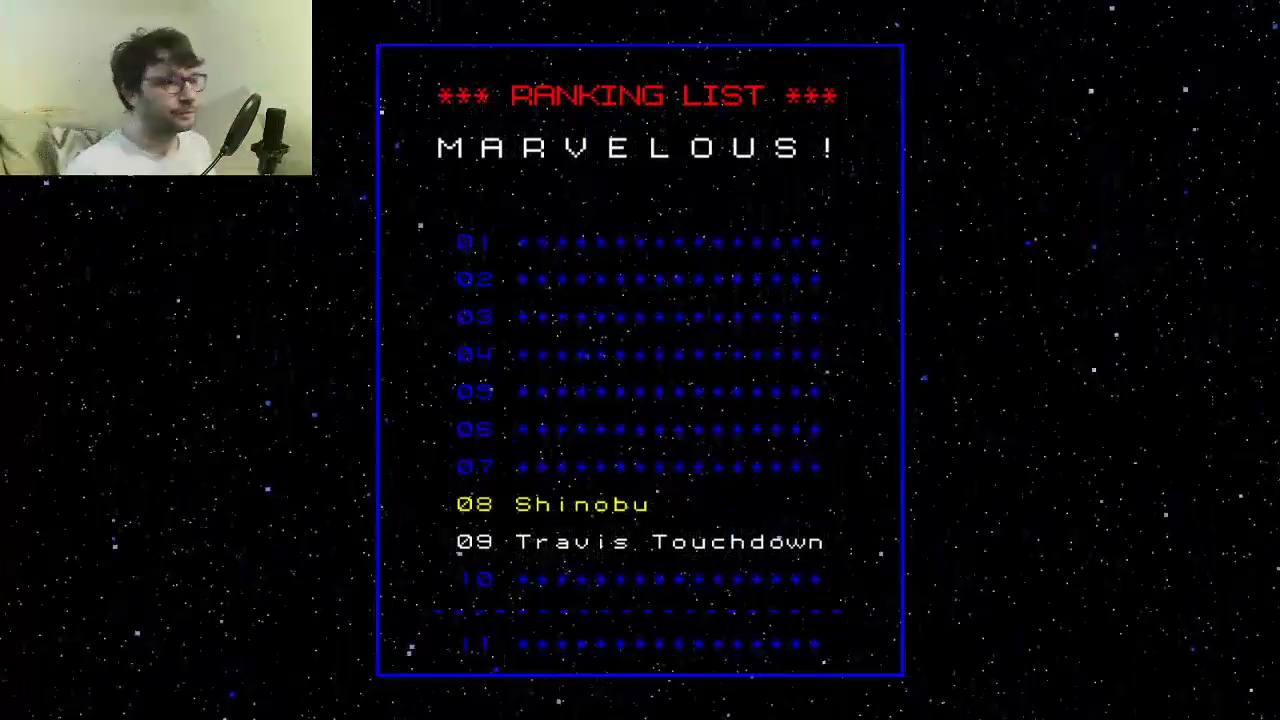 *** RANKING LIST ***
MARVELOUS!
01 ****************
02 ****************
03 ****************
04 ****************
05 ****************
06 ****************
07 ****************
08 Shinobu
09 Travis Touchdown
10 ****************
11 ****************